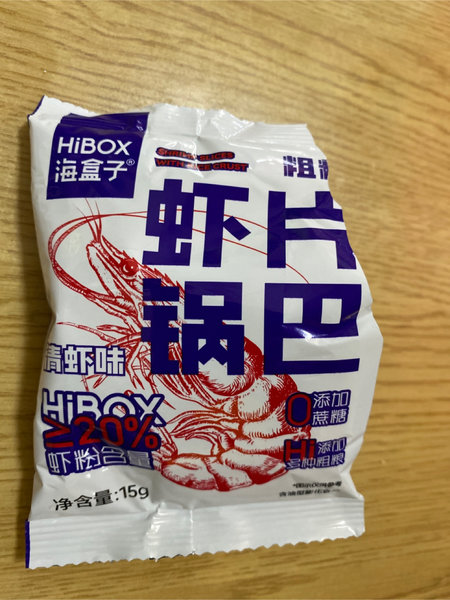 HiBOX
海盒子®
SHRIMP SLICES
WITH RICE CRUST
粗
虾片
锅巴
青虾味
HiBOX
≥20%
虾粉含量
0添加
蔗糖
Hi添加
多种粗粮
净含量:15g